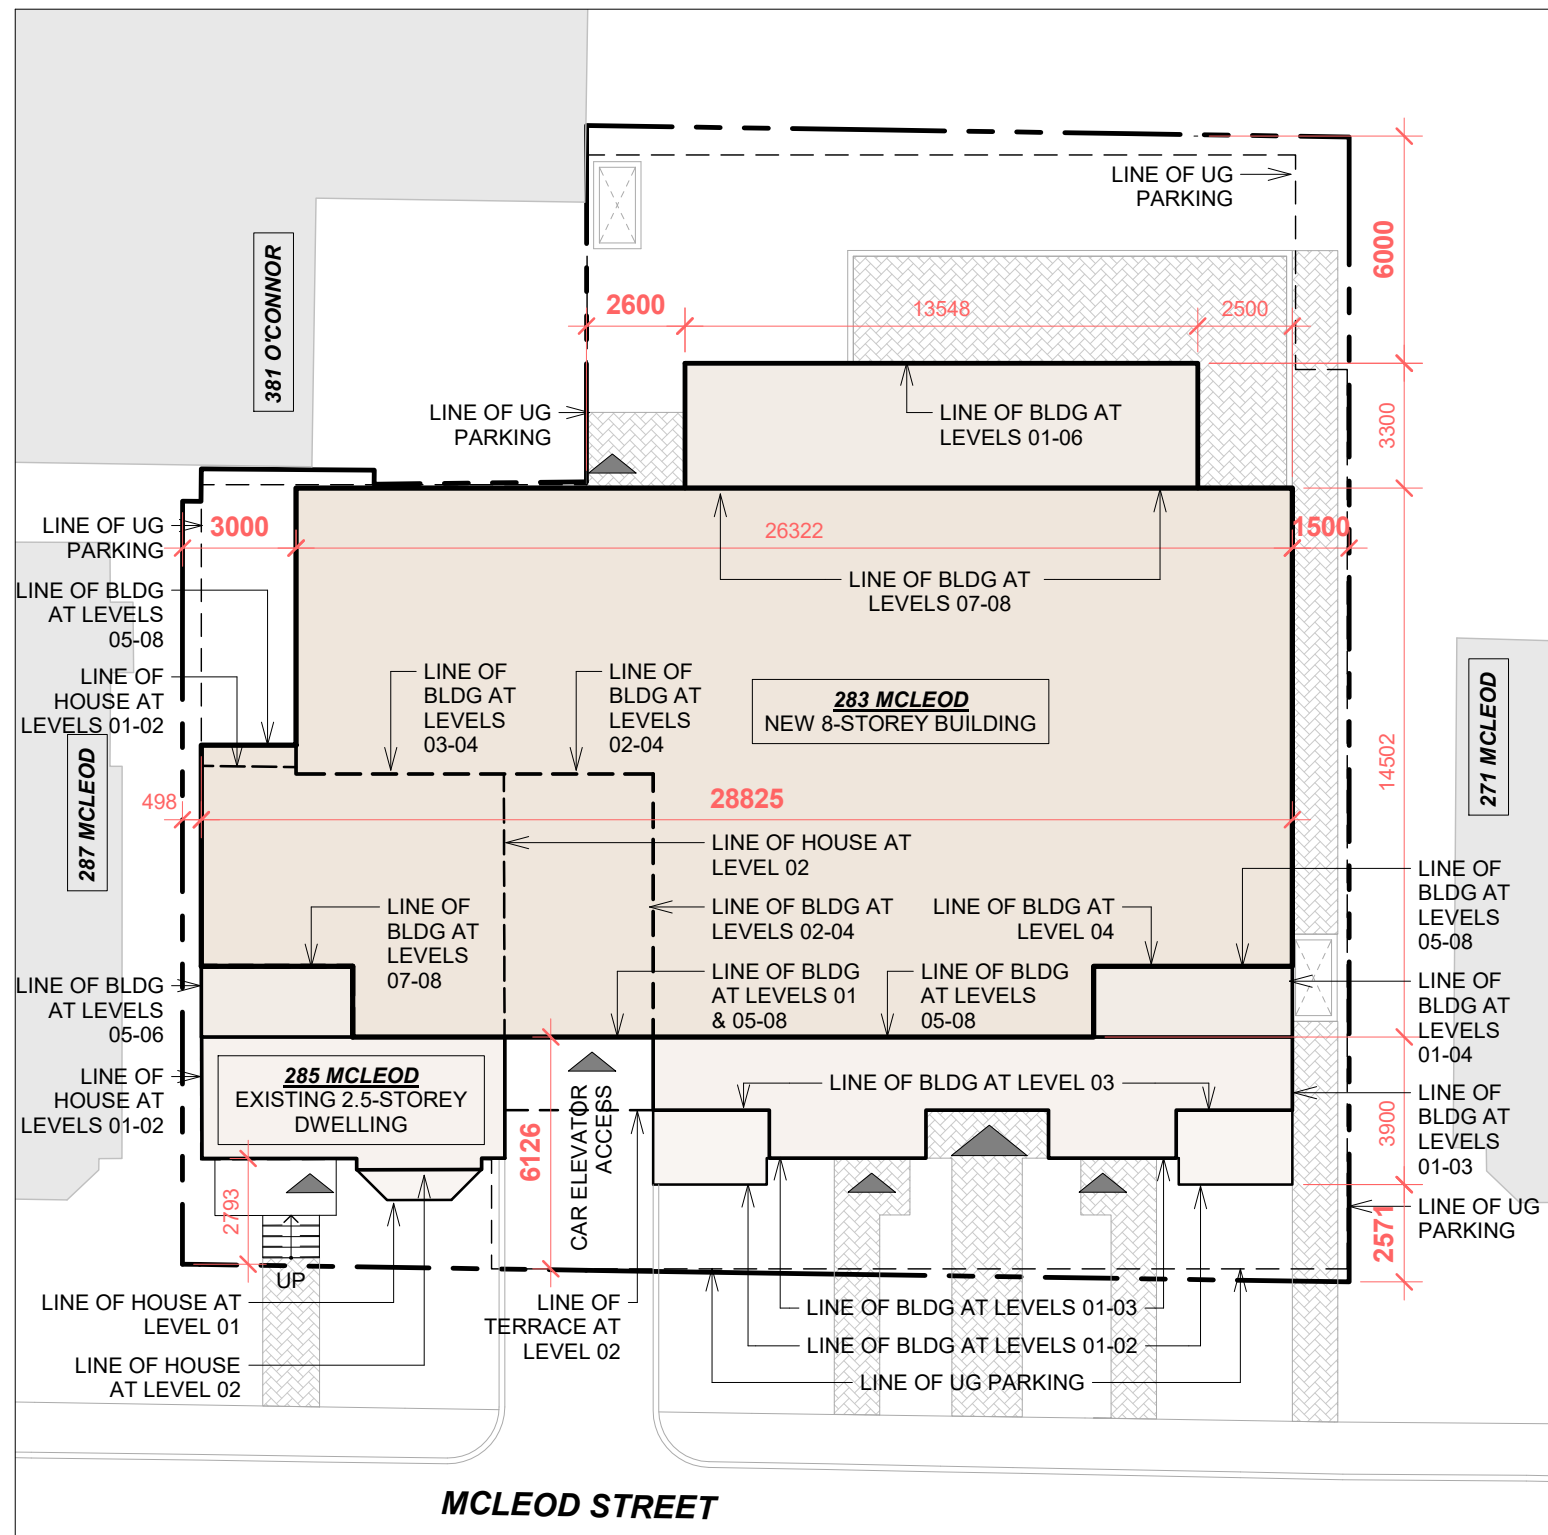 LINE OF UG
PARKING
381 O'CONNOR
6000
2600
13548
2500
3300
LINE OF UG
PARKING
LINE OF BLDG AT
LEVELS 01-06
LINE OF UG
PARKING
3000
26322
1500
LINE OF BLDG AT
LEVELS 07-08
LINE OF BLDG
AT LEVELS
05-08
LINE OF
HOUSE AT
LEVELS 01-02
LINE OF
BLDG AT
LEVELS
03-04
LINE OF
BLDG AT
LEVELS
02-04
283 MCLEOD
NEW 8-STOREY BUILDING
271 MCLEOD
14502
287 MCLEOD
498
28825
LINE OF HOUSE AT
LEVEL 02
LINE OF
BLDG AT
LEVELS
07-08
LINE OF BLDG AT
LEVELS 02-04
LINE OF BLDG AT
LEVEL 04
LINE OF
BLDG AT
LEVELS
05-08
LINE OF BLDG
AT LEVELS
05-06
LINE OF BLDG
AT LEVELS 01
& 05-08
LINE OF BLDG
AT LEVELS
05-08
LINE OF
BLDG AT
LEVELS
01-04
LINE OF
HOUSE AT
LEVELS 01-02
285 MCLEOD
EXISTING 2.5-STOREY
DWELLING
LINE OF BLDG AT LEVEL 03
LINE OF
BLDG AT
LEVELS
01-03
3900
CAR ELEVATOR
ACCESS
6126
2793
2571
LINE OF UG
PARKING
UP
LINE OF HOUSE AT
LEVEL 01
LINE OF
TERRACE AT
LEVEL 02
LINE OF BLDG AT LEVELS 01-03
LINE OF BLDG AT LEVELS 01-02
LINE OF HOUSE
AT LEVEL 02
LINE OF UG PARKING
MCLEOD STREET